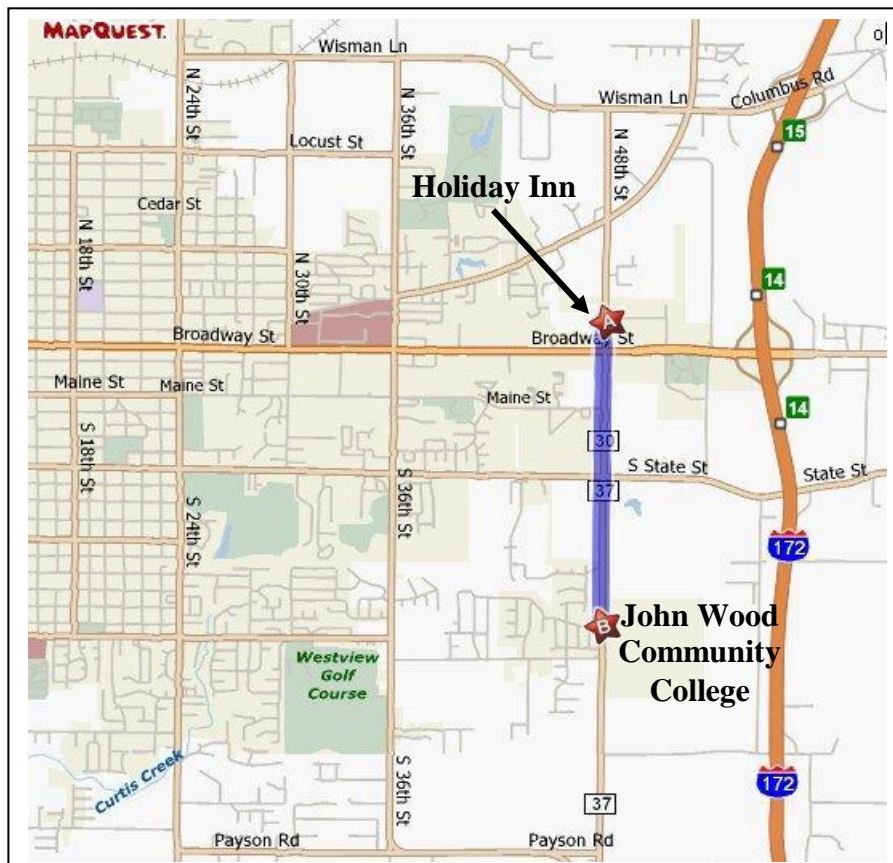 MAPQUEST.
Wisman Ln
Columbus Rd
N 24th St
N 36th St
Wisman Ln
N 48th St
15
Locust St
Holiday Inn
Cedar St
N 18th St
N 30th St
14
A
Broadway St
Broadway St
Maine St
Maine St
Maine St
14
30
S State St
State St
S 18th St
S 24th St
S 36th St
37
172
B
John Wood
Community
College
Westview
Golf
Course
Curtis Creek
S 36th St
172
37
Payson Rd
Payson Rd